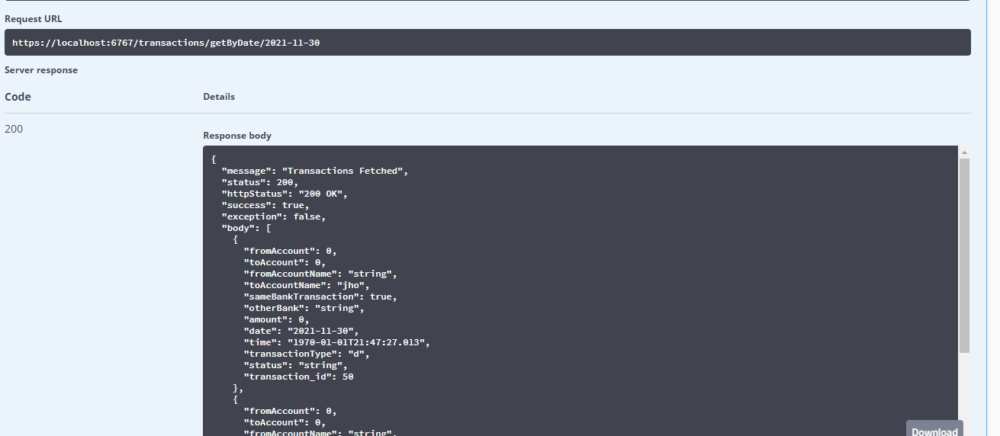 Request URL
https://localhost:6767/transactions/getByDate/2021-11-30
Server response
Code Details
200
Response body
{
"message": "Transactions Fetched",
"status": 200,
"httpStatus": "200 OK",
"success": true,
"exception": false,
"body": [
{
"fromAccount": 0,
"toAccount": 0,
"fromAccountName": "string",
"toAccountName": "jho",
"sameBankTransaction": true,
"otherBank": "string",
"amount": 0,
"date": "2021-11-30",
"time": "1970-01-01T21:47:27.013",
"transactionType": "d",
"status": "string",
"transaction_id": 50
},
{
"fromAccount": 0,
"toAccount": 0,
"fromAccountName": "string",
Download